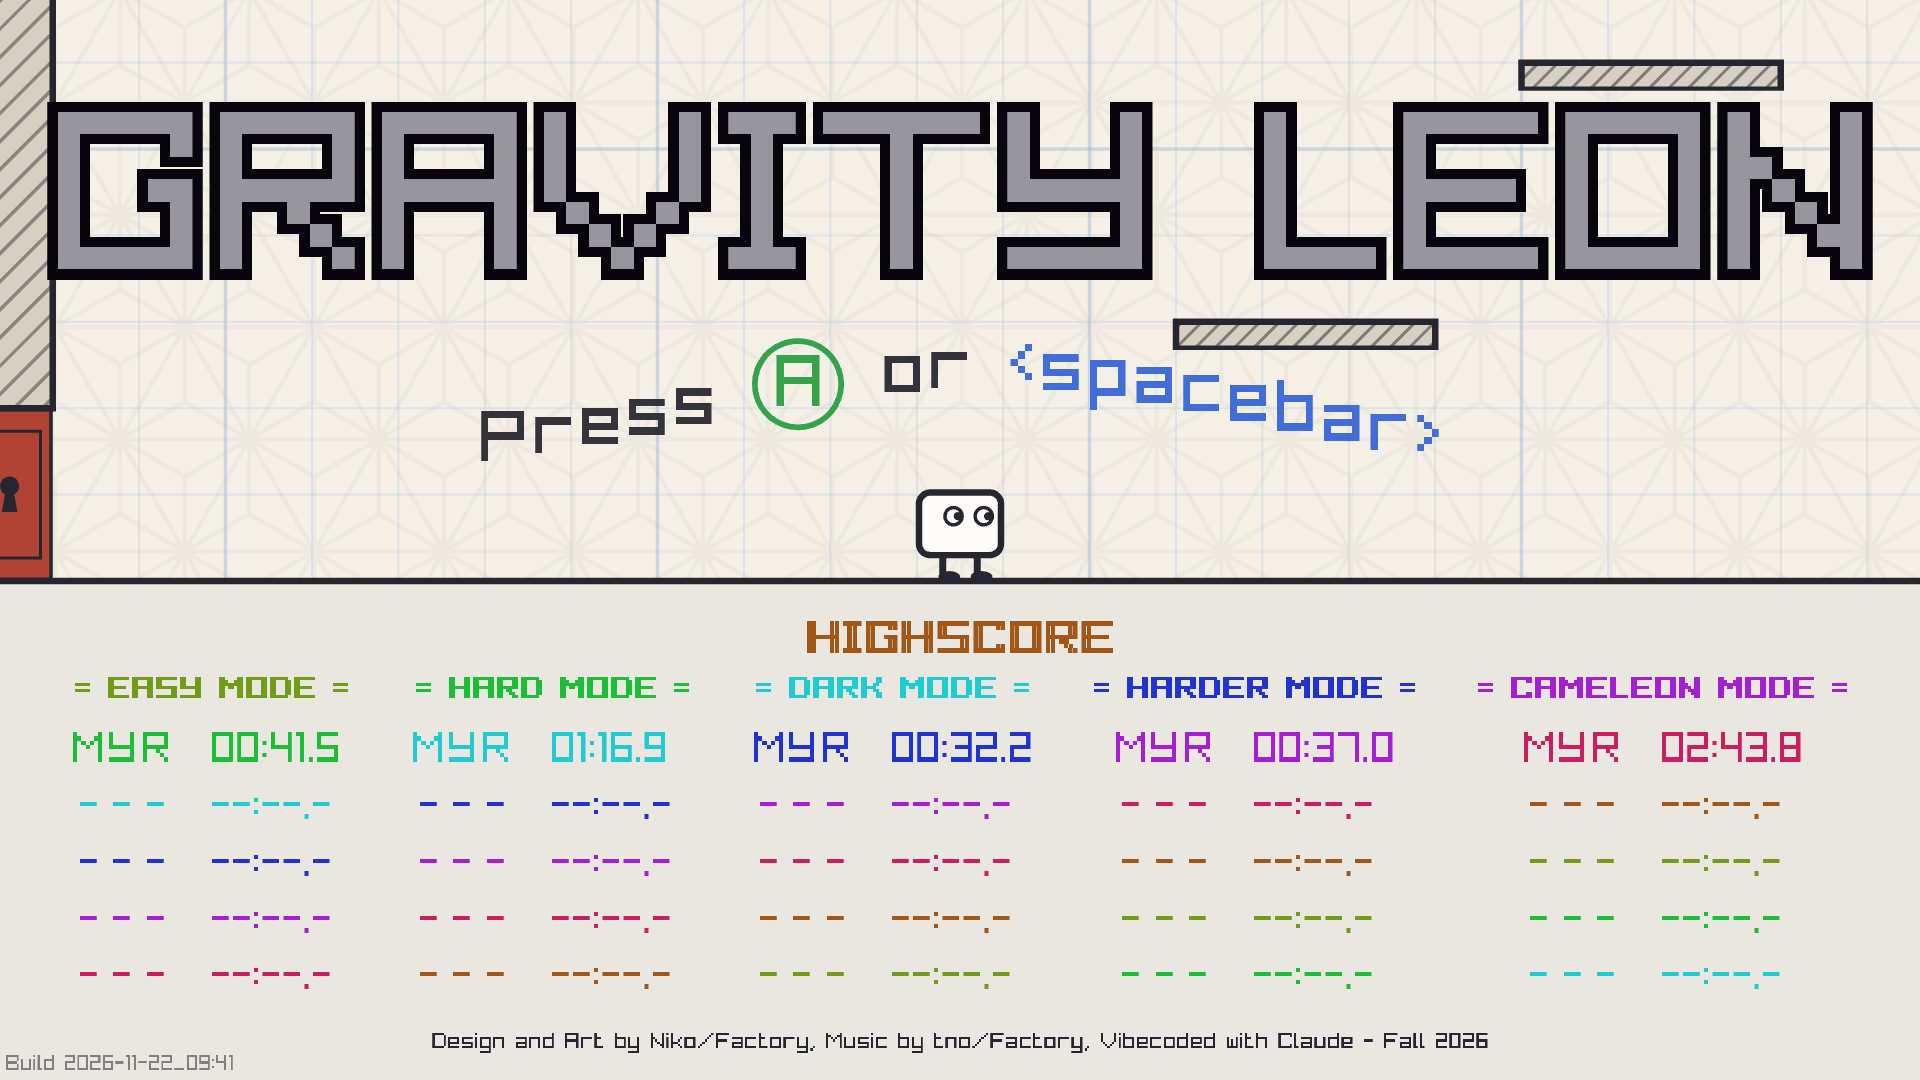 GRAVITY LEON
press A or <spacebar>
HIGHSCORE
= EASY MODE = = HARD MODE = = DARK MODE = = HARDER MODE = = CAMELEON MODE =
MYR 00:41.5 MYR 01:16.9 MYR 00:32.2 MYR 00:37.0 MYR 02:43.8
--- --:--.- --- --:--.- --- --:--.- --- --:--.- --- --:--.-
--- --:--.- --- --:--.- --- --:--.- --- --:--.- --- --:--.-
--- --:--.- --- --:--.- --- --:--.- --- --:--.- --- --:--.-
--- --:--.- --- --:--.- --- --:--.- --- --:--.- --- --:--.-
Design and Art by Niko/Factory, Music by tno/Factory, Vibecoded with Claude - Fall 2026
Build 2026-11-22_09:41